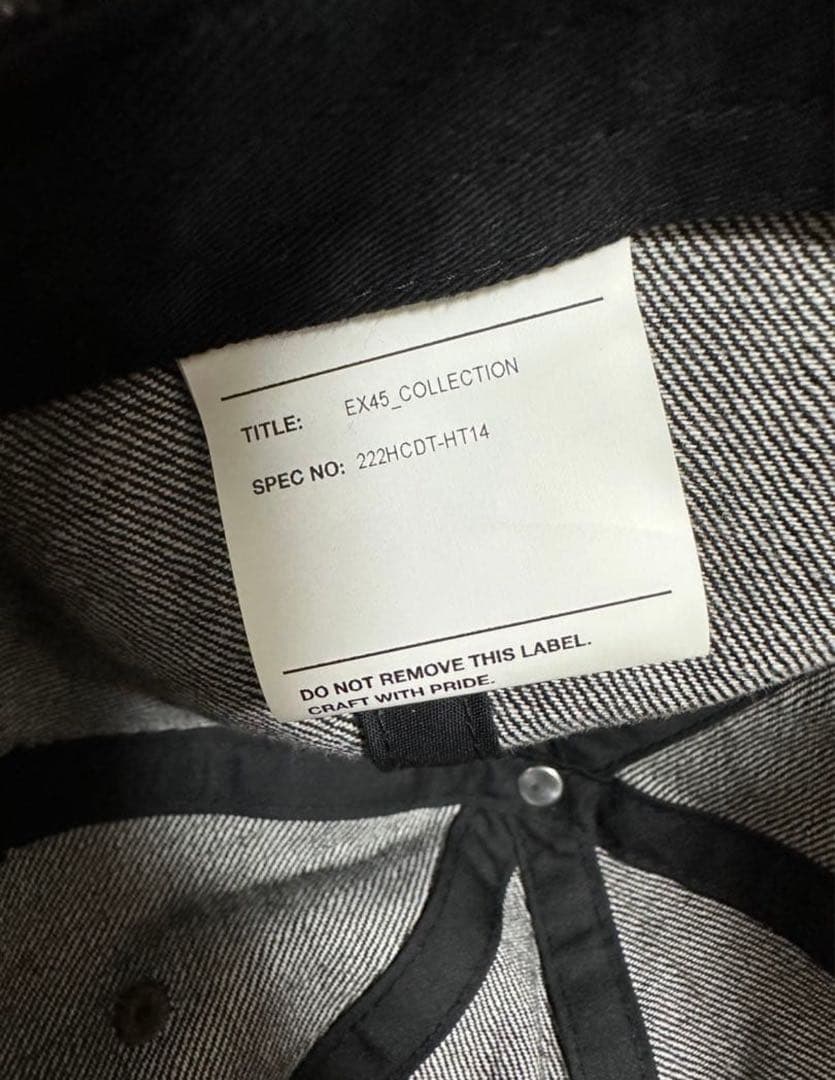 TITLE: EX45_COLLECTION
SPEC NO: 222HCDT-HT14
DO NOT REMOVE THIS LABEL.
CRAFT WITH PRIDE.